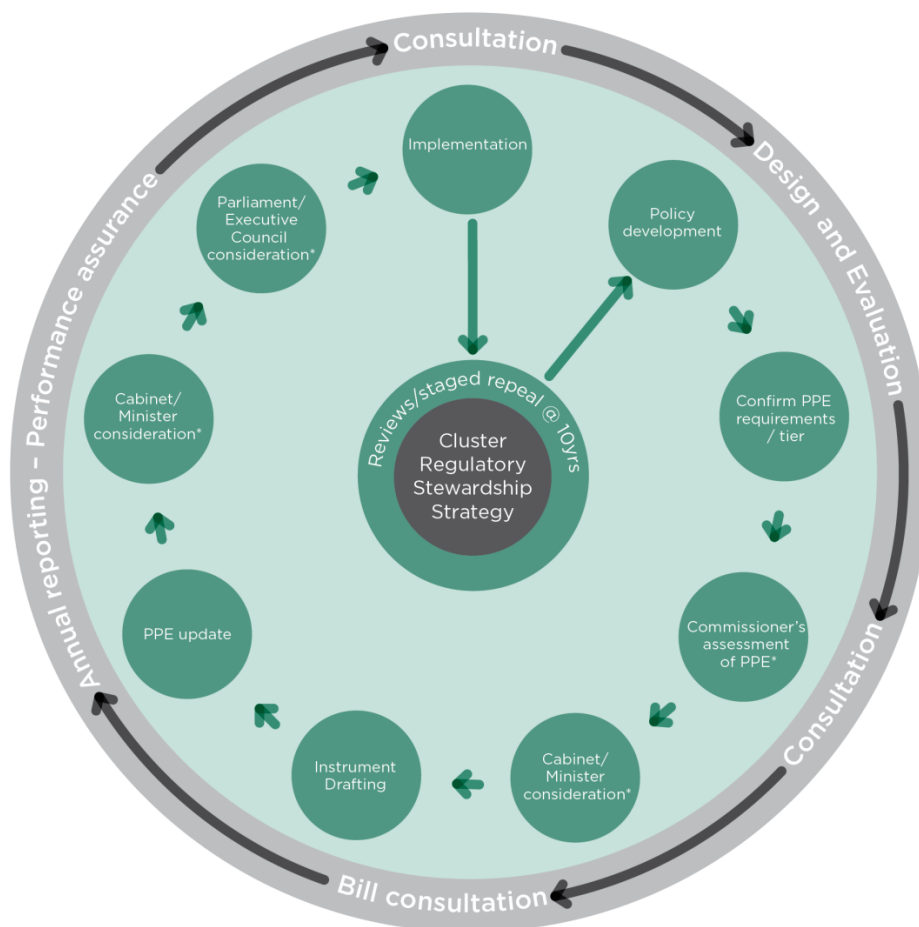 Consultation
Design and Evaluation
Consultation
Bill consultation
Annual reporting – Performance assurance
Implementation
Policy
development
Confirm PPE
requirements
/ tier
Commissioner's
assessment
of PPE*
Cabinet/
Minister
consideration*
Instrument
Drafting
PPE update
Cabinet/
Minister
consideration*
Parliament/
Executive
Council
consideration*
Reviews/staged repeal @ 10yrs
Cluster
Regulatory
Stewardship
Strategy